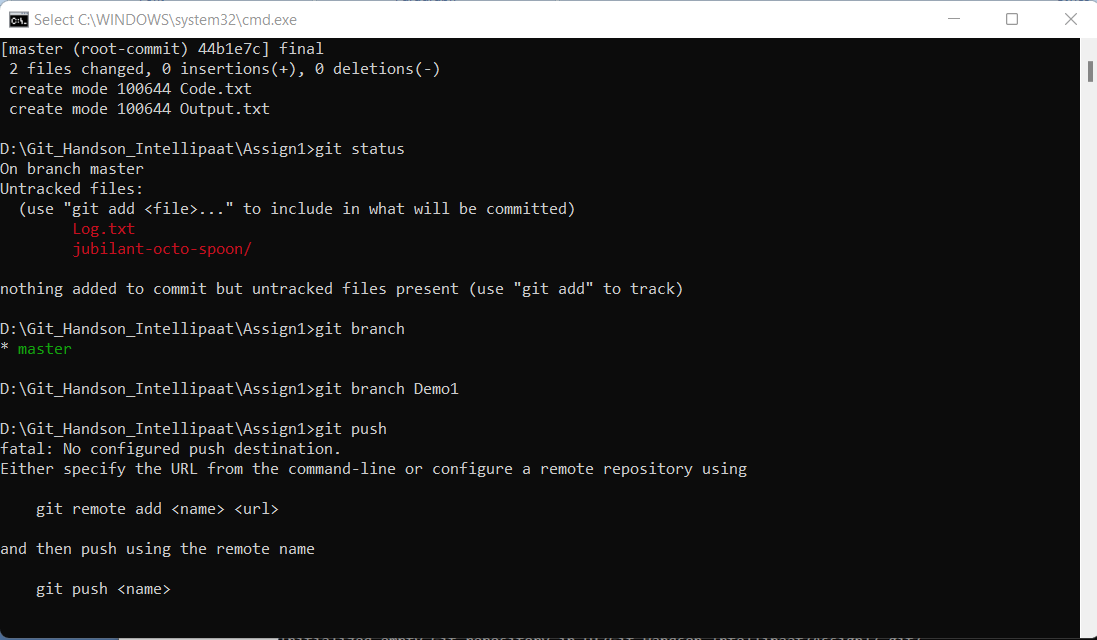 Select C:\WINDOWS\system32\cmd.exe
[master (root-commit) 44b1e7c] final
 2 files changed, 0 insertions(+), 0 deletions(-)
 create mode 100644 Code.txt
 create mode 100644 Output.txt
D:\Git_Handson_Intellipaat\Assign1>git status
On branch master
Untracked files:
  (use "git add <file>..." to include in what will be committed)
        Log.txt
        jubilant-octo-spoon/
nothing added to commit but untracked files present (use "git add" to track)
D:\Git_Handson_Intellipaat\Assign1>git branch
* master
D:\Git_Handson_Intellipaat\Assign1>git branch Demo1
D:\Git_Handson_Intellipaat\Assign1>git push
fatal: No configured push destination.
Either specify the URL from the command-line or configure a remote repository using
    git remote add <name> <url>
and then push using the remote name
    git push <name>